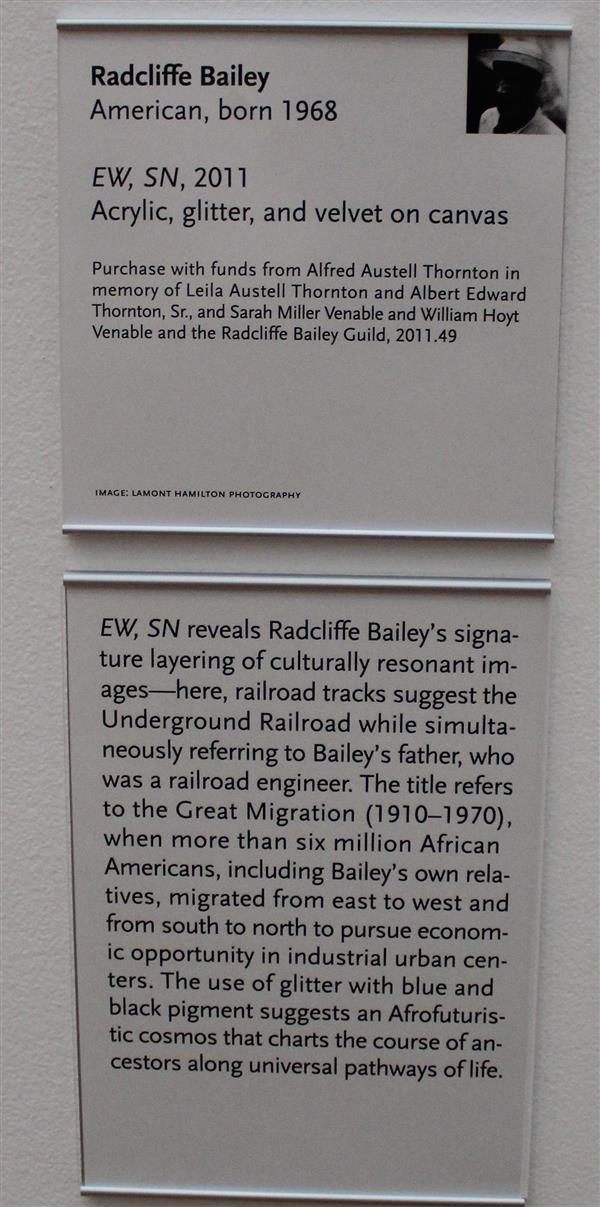 Radcliffe Bailey
American, born 1968
EW, SN, 2011
Acrylic, glitter, and velvet on canvas
Purchase with funds from Alfred Austell Thornton in
memory of Leila Austell Thornton and Albert Edward
Thornton, Sr., and Sarah Miller Venable and William Hoyt
Venable and the Radcliffe Bailey Guild, 2011.49
IMAGE: LAMONT HAMILTON PHOTOGRAPHY
EW, SN reveals Radcliffe Bailey's signa-
ture layering of culturally resonant im-
ages—here, railroad tracks suggest the
Underground Railroad while simulta-
neously referring to Bailey's father, who
was a railroad engineer. The title refers
to the Great Migration (1910–1970),
when more than six million African
Americans, including Bailey's own rela-
tives, migrated from east to west and
from south to north to pursue econom-
ic opportunity in industrial urban cen-
ters. The use of glitter with blue and
black pigment suggests an Afrofuturis-
tic cosmos that charts the course of an-
cestors along universal pathways of life.